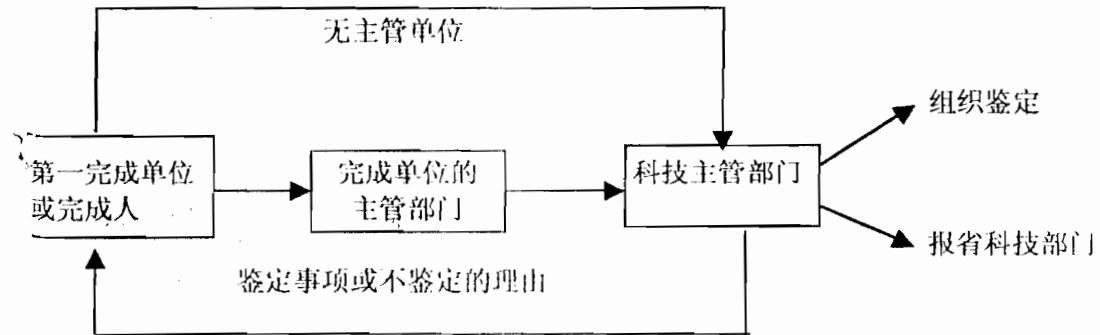 无主管单位
组织鉴定
第一完成单位
或完成人
完成单位的
主管部门
科技主管部门
报省科技部门
鉴定事项或不鉴定的理由